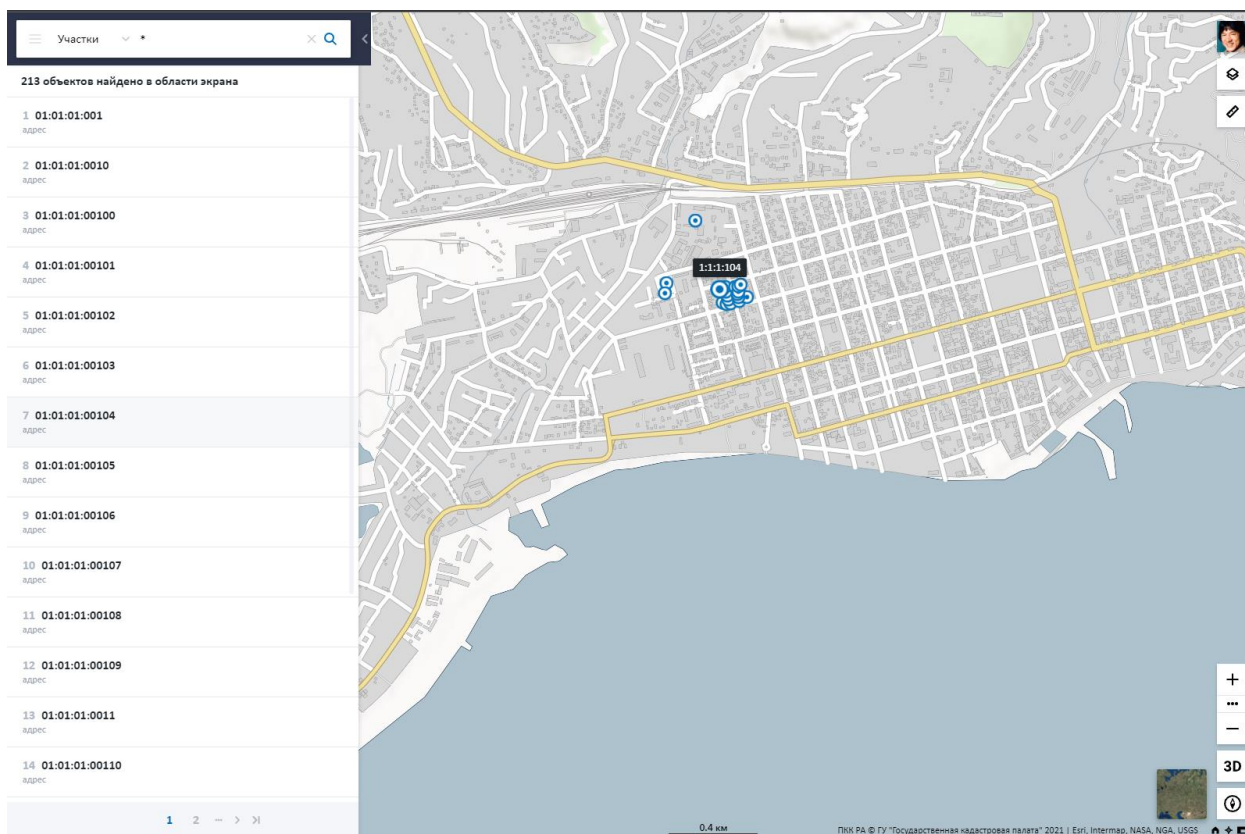 Участки *
213 объектов найдено в области экрана
1 01:01:01:001
адрес
2 01:01:01:0010
адрес
3 01:01:01:00100
адрес
4 01:01:01:00101
адрес
5 01:01:01:00102
адрес
6 01:01:01:00103
адрес
7 01:01:01:00104
адрес
8 01:01:01:00105
адрес
9 01:01:01:00106
адрес
10 01:01:01:00107
адрес
11 01:01:01:00108
адрес
12 01:01:01:00109
адрес
13 01:01:01:0011
адрес
14 01:01:01:00110
адрес
1 2 ...
1:1:1:104
3D
0.4 км
ПКК РА © ГУ "Государственная кадастровая палата" 2021 | Esri, Intermap, NASA, NGA, USGS